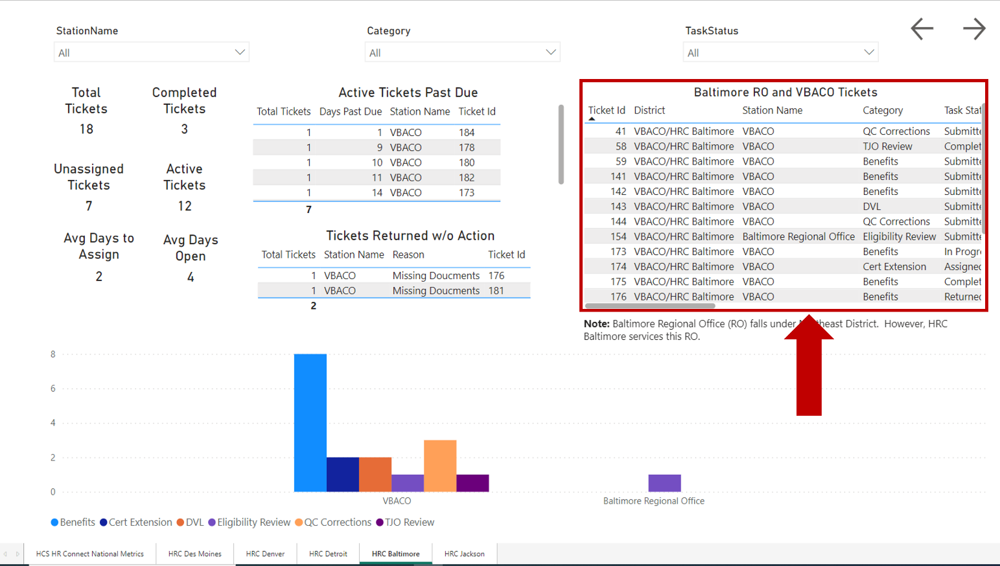 StationName
All
Category
All
TaskStatus
All
Total Tickets
18
Completed Tickets
3
Unassigned Tickets
7
Active Tickets
12
Avg Days to Assign
2
Avg Days Open
4
Active Tickets Past Due
Total Tickets Days Past Due Station Name Ticket Id
1 1 VBACO 184
1 9 VBACO 178
1 10 VBACO 180
1 11 VBACO 182
1 14 VBACO 173
7
Tickets Returned w/o Action
Total Tickets Station Name Reason Ticket Id
1 VBACO Missing Doucments 176
1 VBACO Missing Doucments 181
2
Baltimore RO and VBACO Tickets
Ticket Id District Station Name Category Task Stat
41 VBACO/HRC Baltimore VBACO QC Corrections Submitte
58 VBACO/HRC Baltimore VBACO TJO Review Complet
59 VBACO/HRC Baltimore VBACO Benefits Submitte
141 VBACO/HRC Baltimore VBACO Benefits Submitte
142 VBACO/HRC Baltimore VBACO Benefits Submitte
143 VBACO/HRC Baltimore VBACO DVL Submitte
144 VBACO/HRC Baltimore VBACO QC Corrections Submitte
154 VBACO/HRC Baltimore Baltimore Regional Office Eligibility Review Submitte
173 VBACO/HRC Baltimore VBACO Benefits In Progr
174 VBACO/HRC Baltimore VBACO Cert Extension Assigned
175 VBACO/HRC Baltimore VBACO Benefits Complet
176 VBACO/HRC Baltimore VBACO Benefits Returned
Note: Baltimore Regional Office (RO) falls under District. However, HRC
Baltimore services this RO.
8
6
4
2
0
VBACO
Baltimore Regional Office
Benefits Cert Extension DVL Eligibility Review QC Corrections TJO Review
HCS HR Connect National Metrics HRC Des Moines HRC Denver HRC Detroit HRC Baltimore HRC Jackson